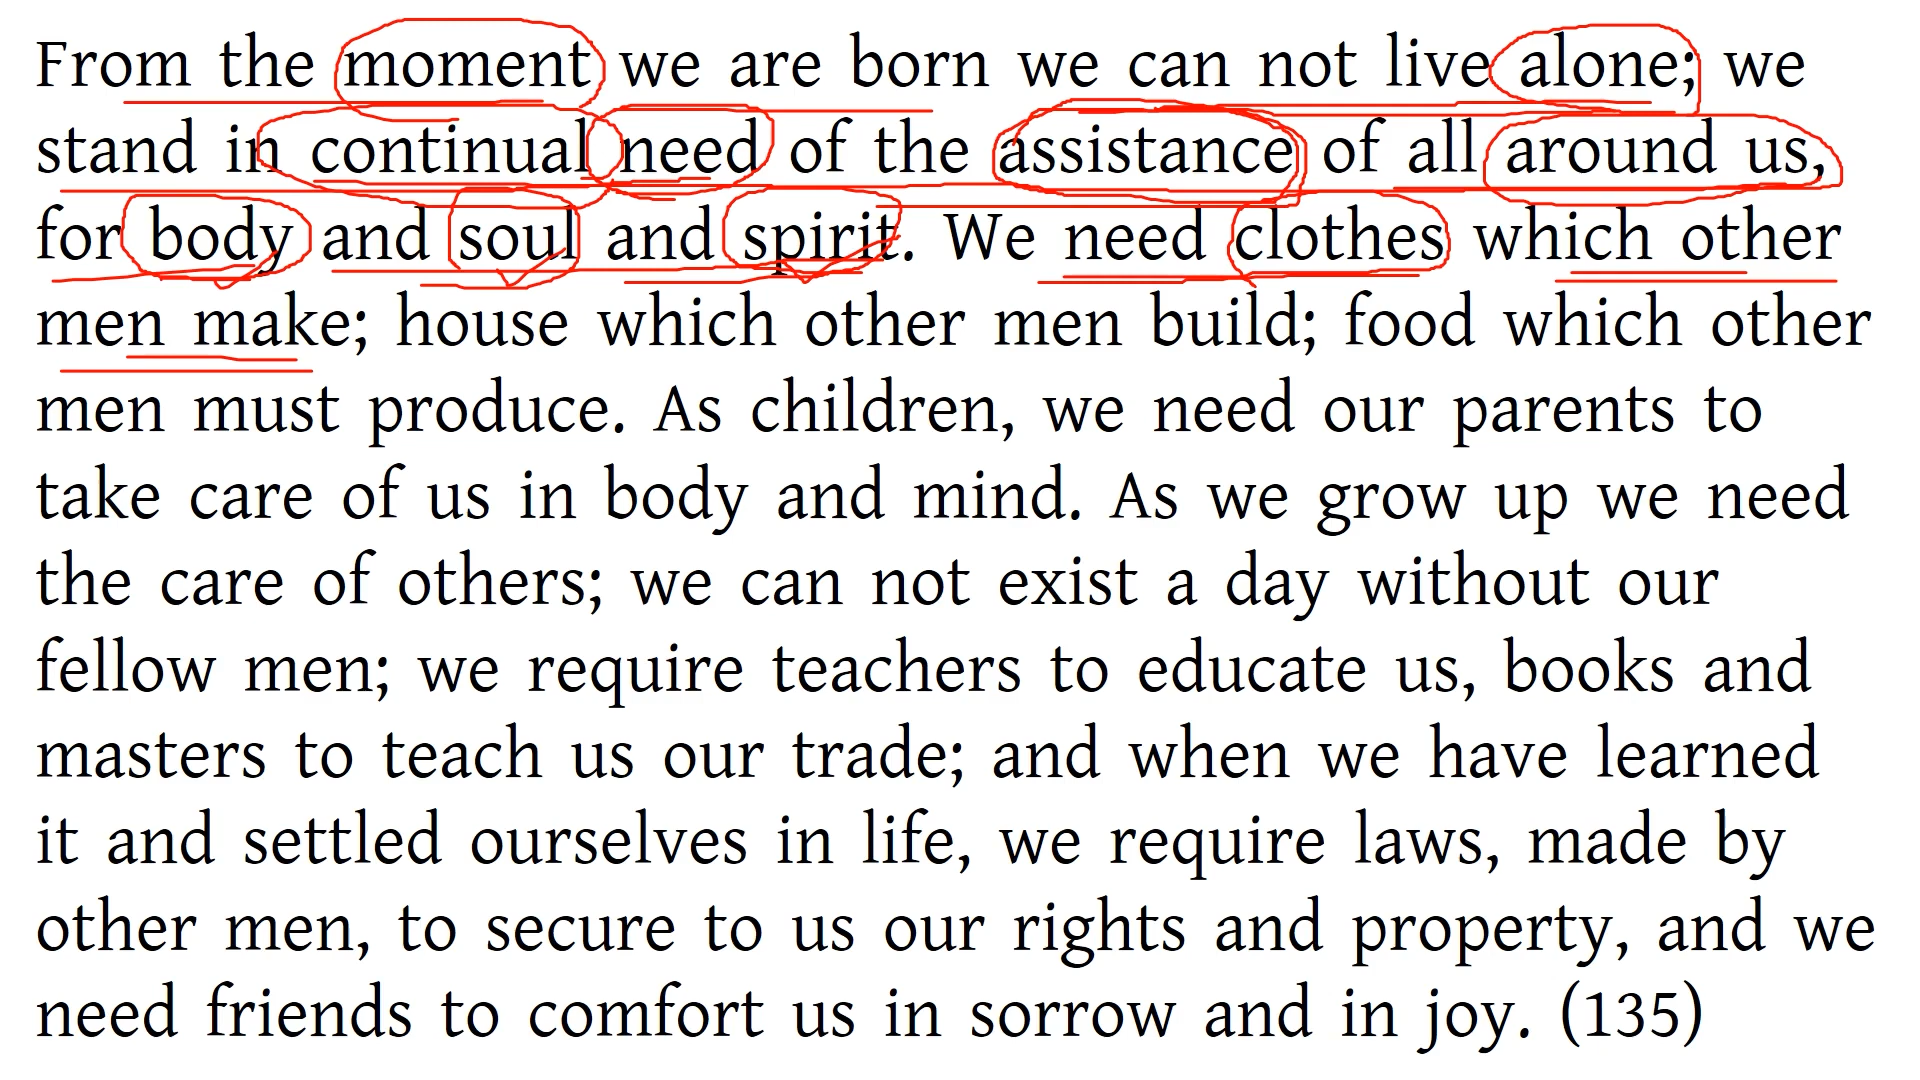 From the moment we are born we can not live alone; we
stand in continual need of the assistance of all around us,
for body and soul and spirit. We need clothes which other
men make; house which other men build; food which other
men must produce. As children, we need our parents to
take care of us in body and mind. As we grow up we need
the care of others; we can not exist a day without our
fellow men; we require teachers to educate us, books and
masters to teach us our trade; and when we have learned
it and settled ourselves in life, we require laws, made by
other men, to secure to us our rights and property, and we
need friends to comfort us in sorrow and in joy. (135)